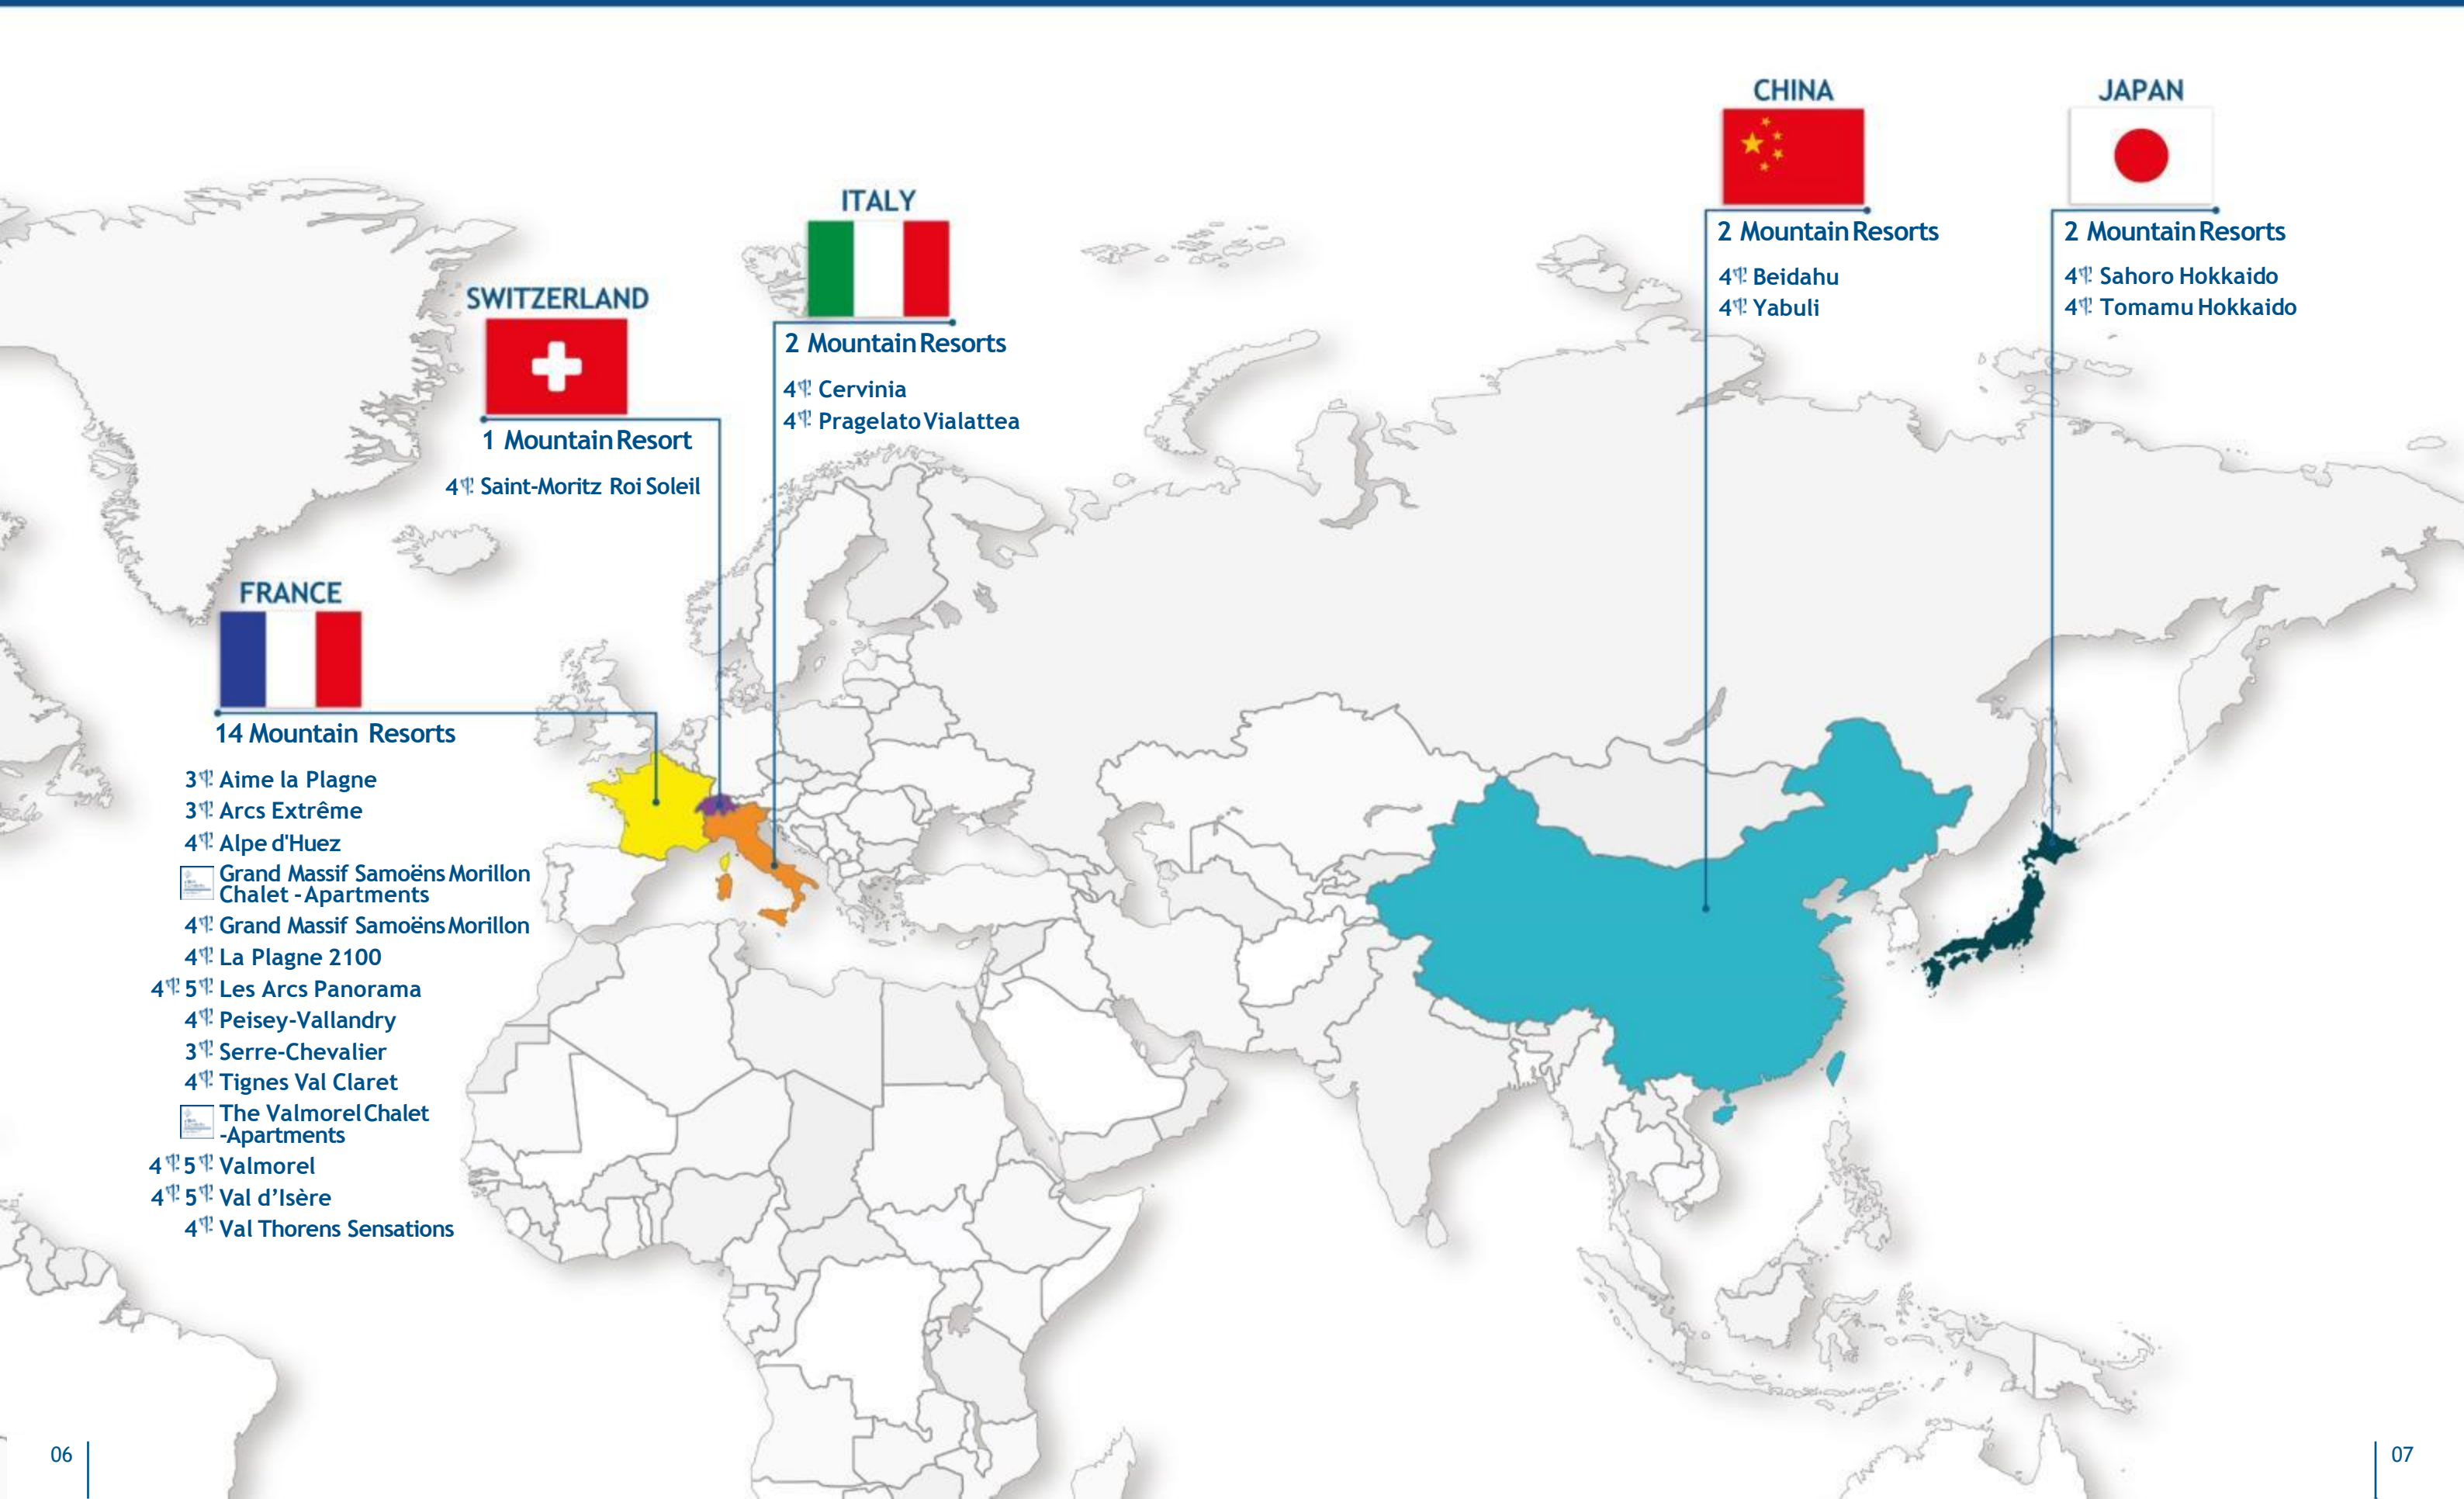 FRANCE
14 Mountain Resorts
3 Aime la Plagne
3 Arcs Extrême
4 Alpe d'Huez
Grand Massif Samoëns Morillon
Chalet - Apartments
4 Grand Massif Samoëns Morillon
4 La Plagne 2100
4 5 Les Arcs Panorama
4 Peisey-Vallandry
3 Serre-Chevalier
4 Tignes Val Claret
The Valmorel Chalet
-Apartments
4 5 Valmorel
4 5 Val d’Isère
4 Val Thorens Sensations
SWITZERLAND
1 Mountain Resort
4 Saint-Moritz Roi Soleil
ITALY
2 Mountain Resorts
4 Cervinia
4 Pragelato Vialattea
CHINA
2 Mountain Resorts
4 Beidahu
4 Yabuli
JAPAN
2 Mountain Resorts
4 Sahoro Hokkaido
4 Tomamu Hokkaido
06
07